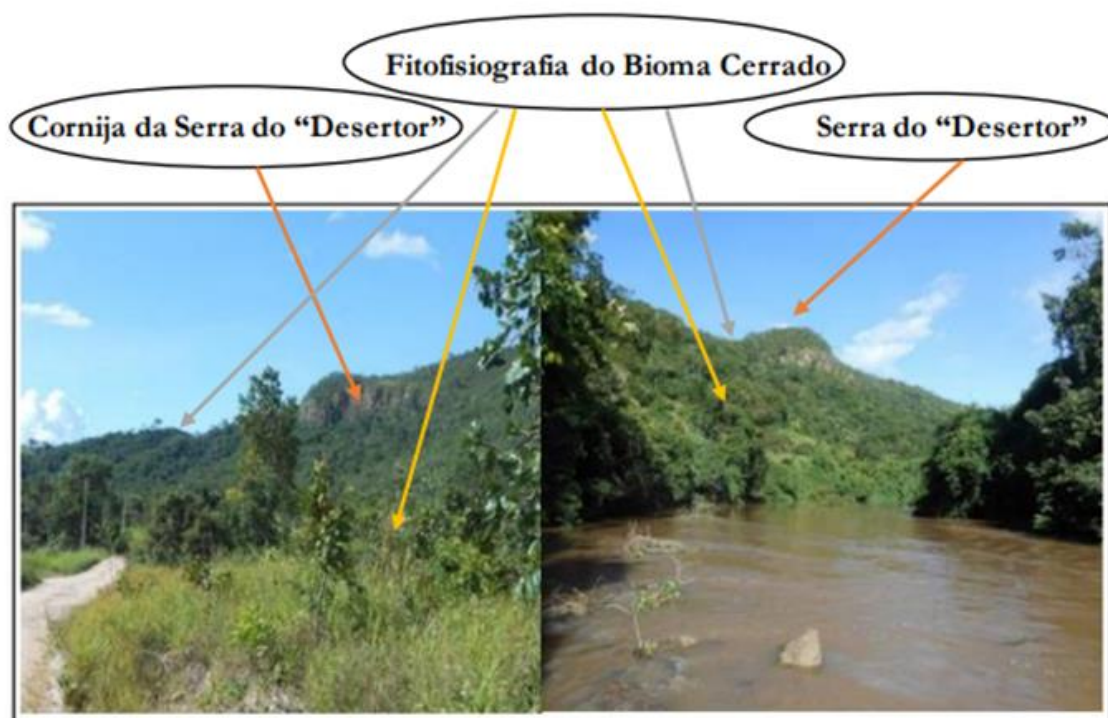 Fitofisiografia do Bioma Cerrado
Cornija da Serra do “Desertor”
Serra do “Desertor”